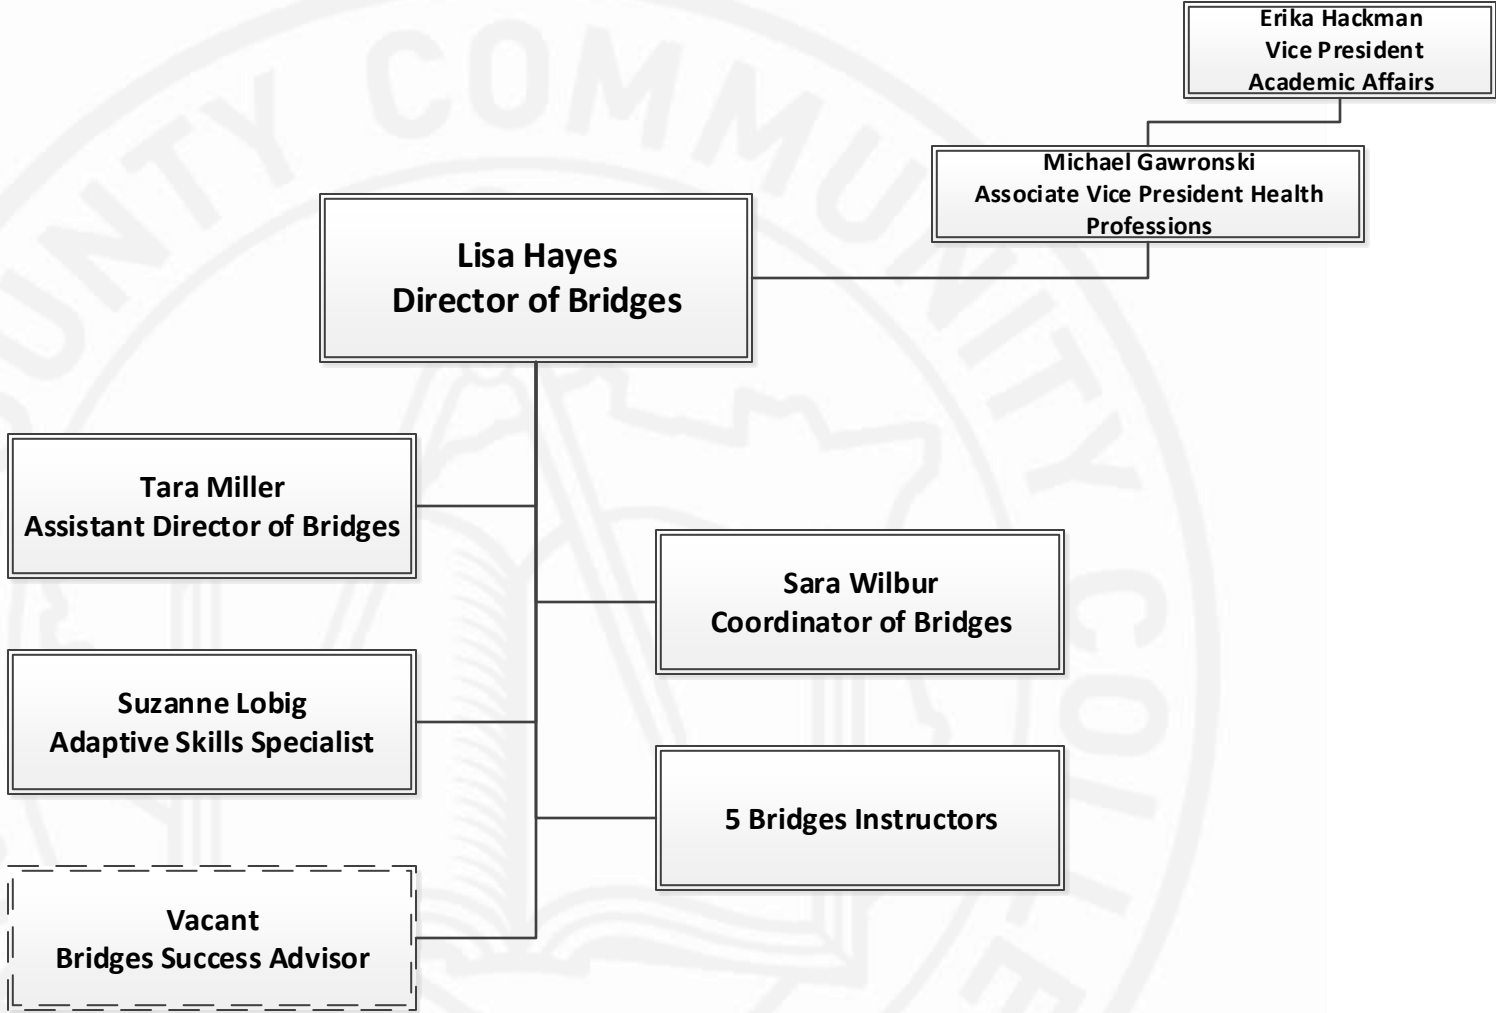 Erika Hackman
Vice President
Academic Affairs
Michael Gawronski
Associate Vice President Health
Professions
Lisa Hayes
Director of Bridges
Tara Miller
Assistant Director of Bridges
Sara Wilbur
Coordinator of Bridges
Suzanne Lobig
Adaptive Skills Specialist
5 Bridges Instructors
Vacant
Bridges Success Advisor
COMMUNITY